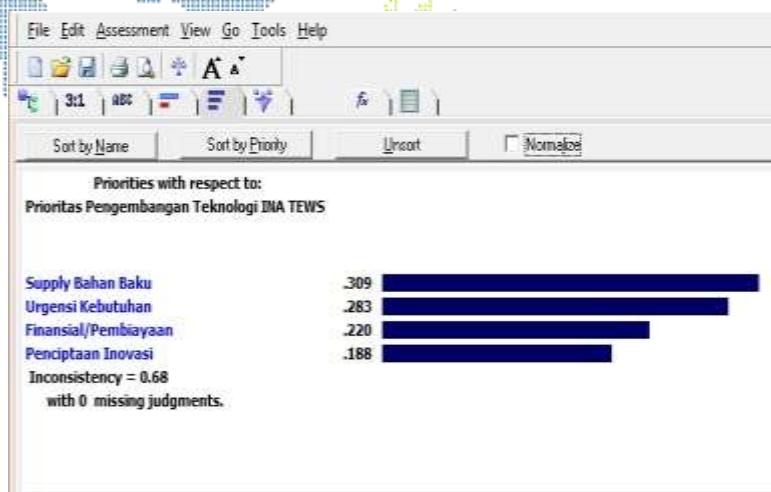 File Edit Assessment View Go Tools Help
A A
3:1 ABC fx
Sort by Name Sort by Priority Unsort Normalize
Priorities with respect to:
Prioritas Pengembangan Teknologi INA TEWS
Supply Bahan Baku .309
Urgensi Kebutuhan .283
Finansial/Pembiayaan .220
Penciptaan Inovasi .188
Inconsistency = 0.68
with 0 missing judgments.